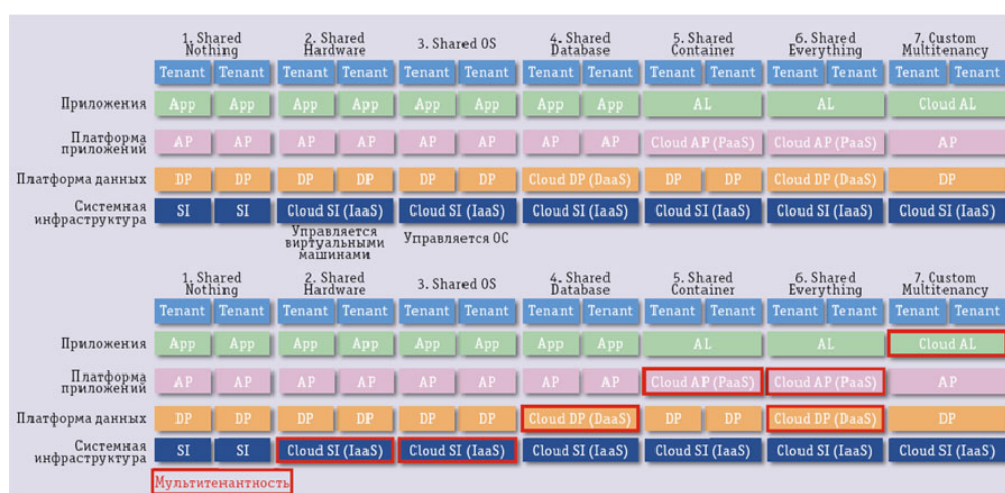 1. Shared Nothing
2. Shared Hardware
3. Shared OS
4. Shared Database
5. Shared Container
6. Shared Everything
7. Custom Multitenancy
Tenant Tenant Tenant Tenant Tenant Tenant Tenant Tenant Tenant Tenant Tenant Tenant Tenant Tenant
Приложения App App App App App App App App AL AL Cloud AL
Платформа приложений AP AP AP AP AP AP AP AP Cloud AP (PaaS) Cloud AP (PaaS) AP
Платформа данных DP DP DP DP DP DP Cloud DP (DaaS) DP DP Cloud DP (DaaS) DP
Системная инфраструктура SI SI Cloud SI (IaaS) Cloud SI (IaaS) Cloud SI (IaaS) Cloud SI (IaaS) Cloud SI (IaaS) Cloud SI (IaaS)
Управляется виртуальными машинами
Управляется ОС
1. Shared Nothing
2. Shared Hardware
3. Shared OS
4. Shared Database
5. Shared Container
6. Shared Everything
7. Custom Multitenancy
Tenant Tenant Tenant Tenant Tenant Tenant Tenant Tenant Tenant Tenant Tenant Tenant Tenant Tenant
Приложения App App App App App App App App AL AL Cloud AL
Платформа приложений AP AP AP AP AP AP AP AP Cloud AP (PaaS) Cloud AP (PaaS) AP
Платформа данных DP DP DP DP DP DP Cloud DP (DaaS) DP DP Cloud DP (DaaS) DP
Системная инфраструктура SI SI Cloud SI (IaaS) Cloud SI (IaaS) Cloud SI (IaaS) Cloud SI (IaaS) Cloud SI (IaaS) Cloud SI (IaaS)
Мультитенантность